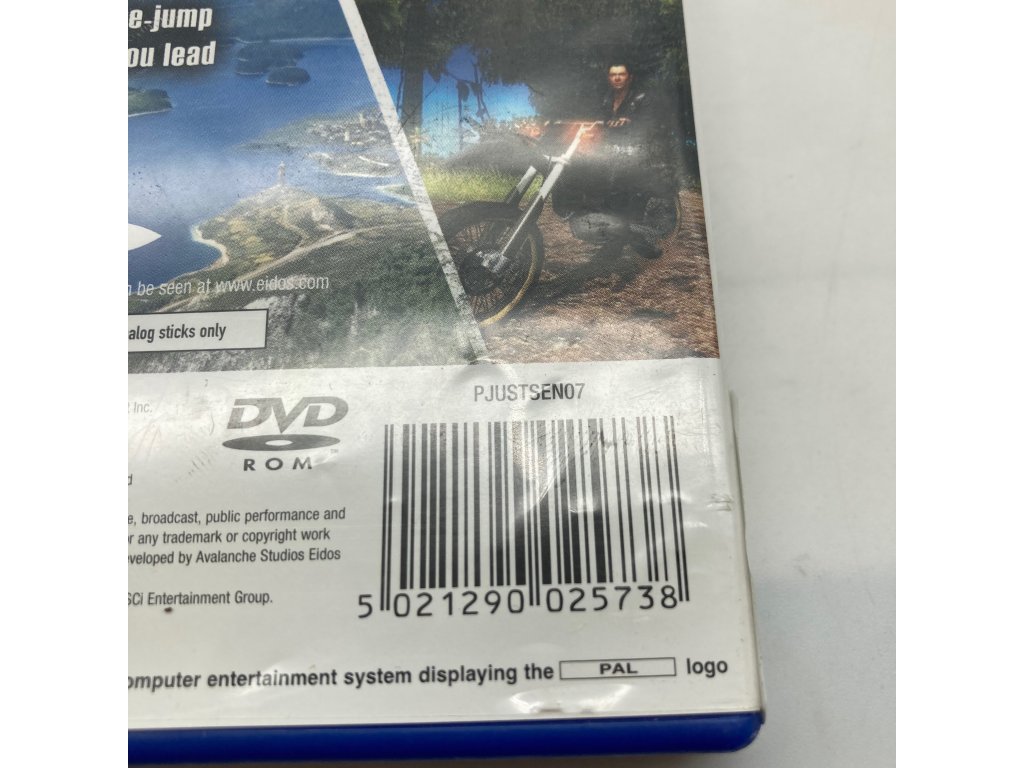 e-jump
ou lead
n be seen at www.eidos.com
alog sticks only
t Inc.
DVD
ROM
PJUSTSEN07
d
e, broadcast, public performance and
r any trademark or copyright work
eveloped by Avalanche Studios Eidos
SCi Entertainment Group.
5 021290 025738
omputer entertainment system displaying the PAL logo